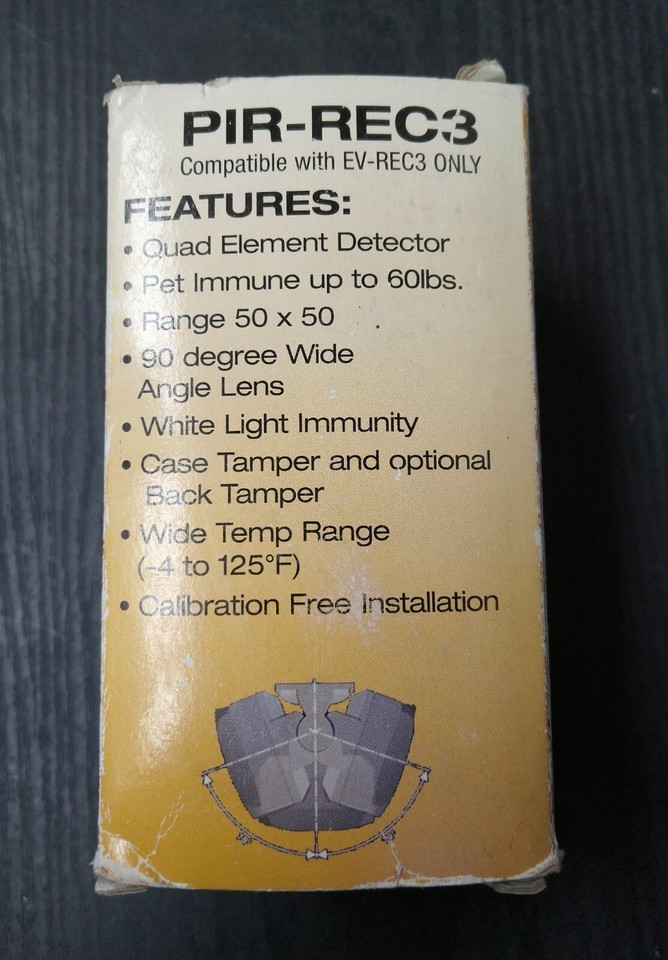 PIR-REC3
Compatible with EV-REC3 ONLY
FEATURES:
• Quad Element Detector
• Pet Immune up to 60lbs.
• Range 50 x 50
• 90 degree Wide
Angle Lens
• White Light Immunity
• Case Tamper and optional
Back Tamper
• Wide Temp Range
(-4 to 125°F)
• Calibration Free Installation